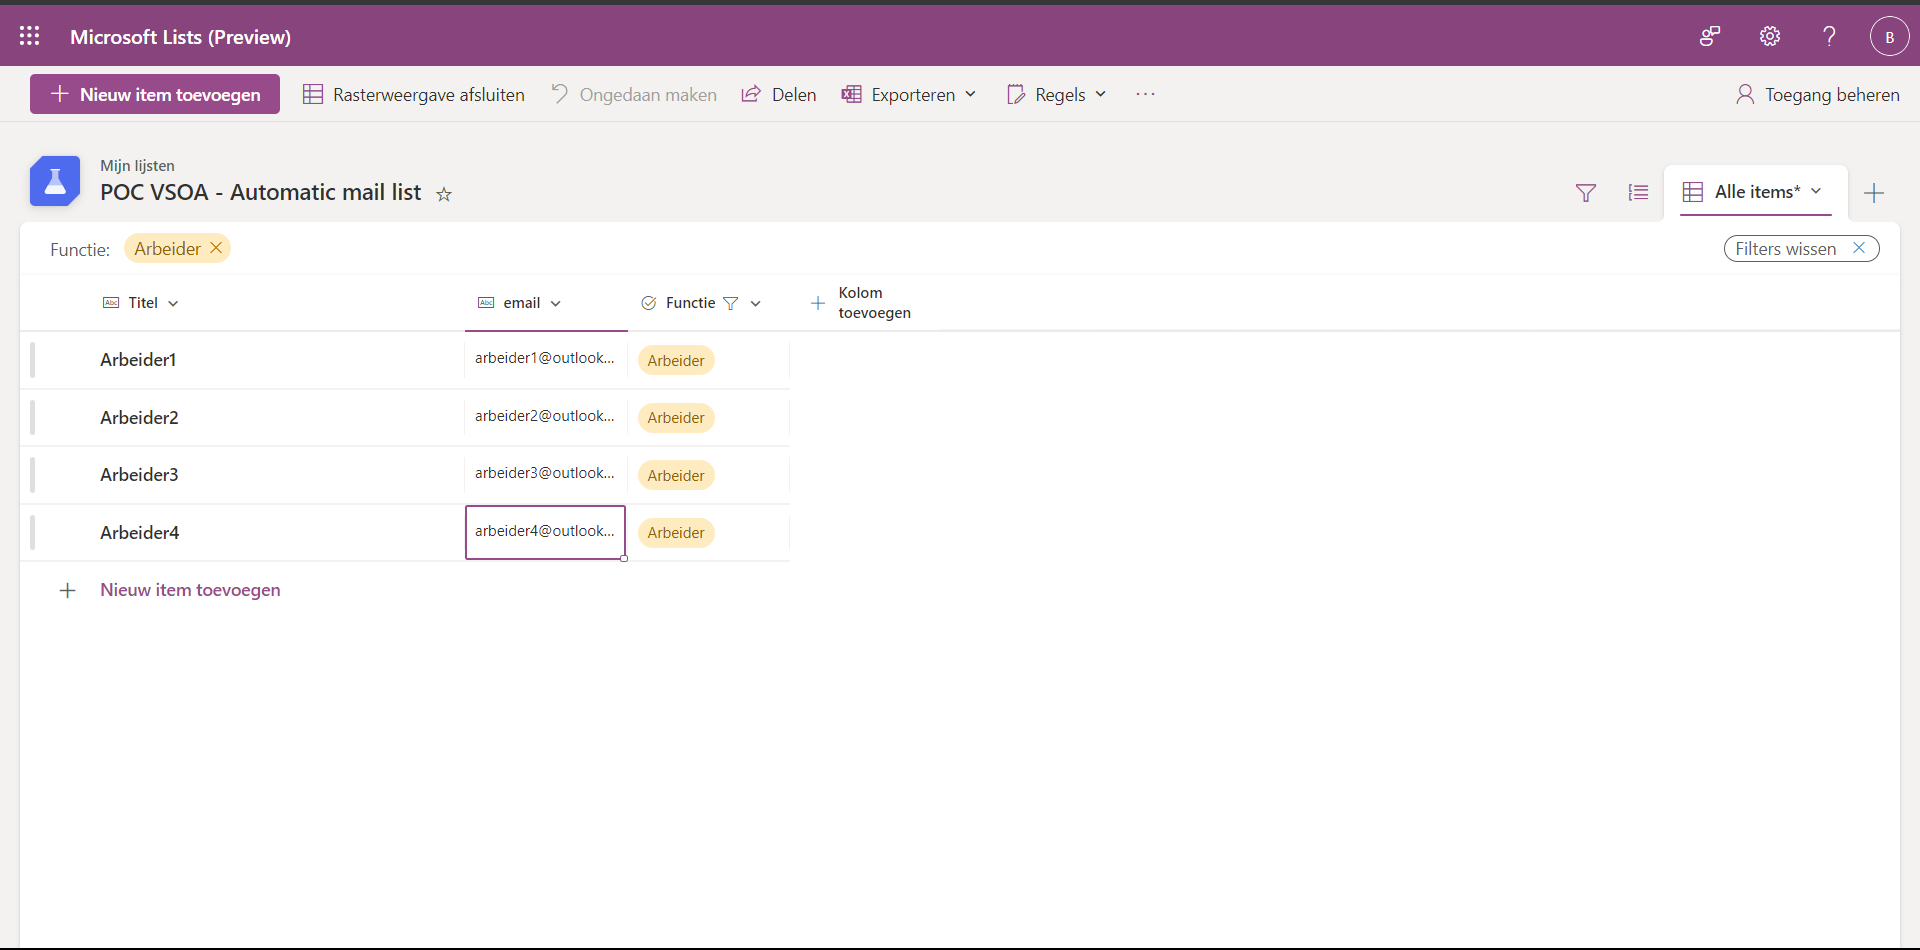 Microsoft Lists (Preview)
B
Nieuw item toevoegen
Rasterweergave afsluiten
Ongedaan maken
Delen
Exporteren
Regels
Toegang beheren
Mijn lijsten
POC VSOA - Automatic mail list
Alle items*
Functie: Arbeider
Filters wissen
Abc Titel
Abc email
Functie
Kolom
toevoegen
Arbeider1 arbeider1@outlook... Arbeider
Arbeider2 arbeider2@outlook... Arbeider
Arbeider3 arbeider3@outlook... Arbeider
Arbeider4 arbeider4@outlook... Arbeider
Nieuw item toevoegen